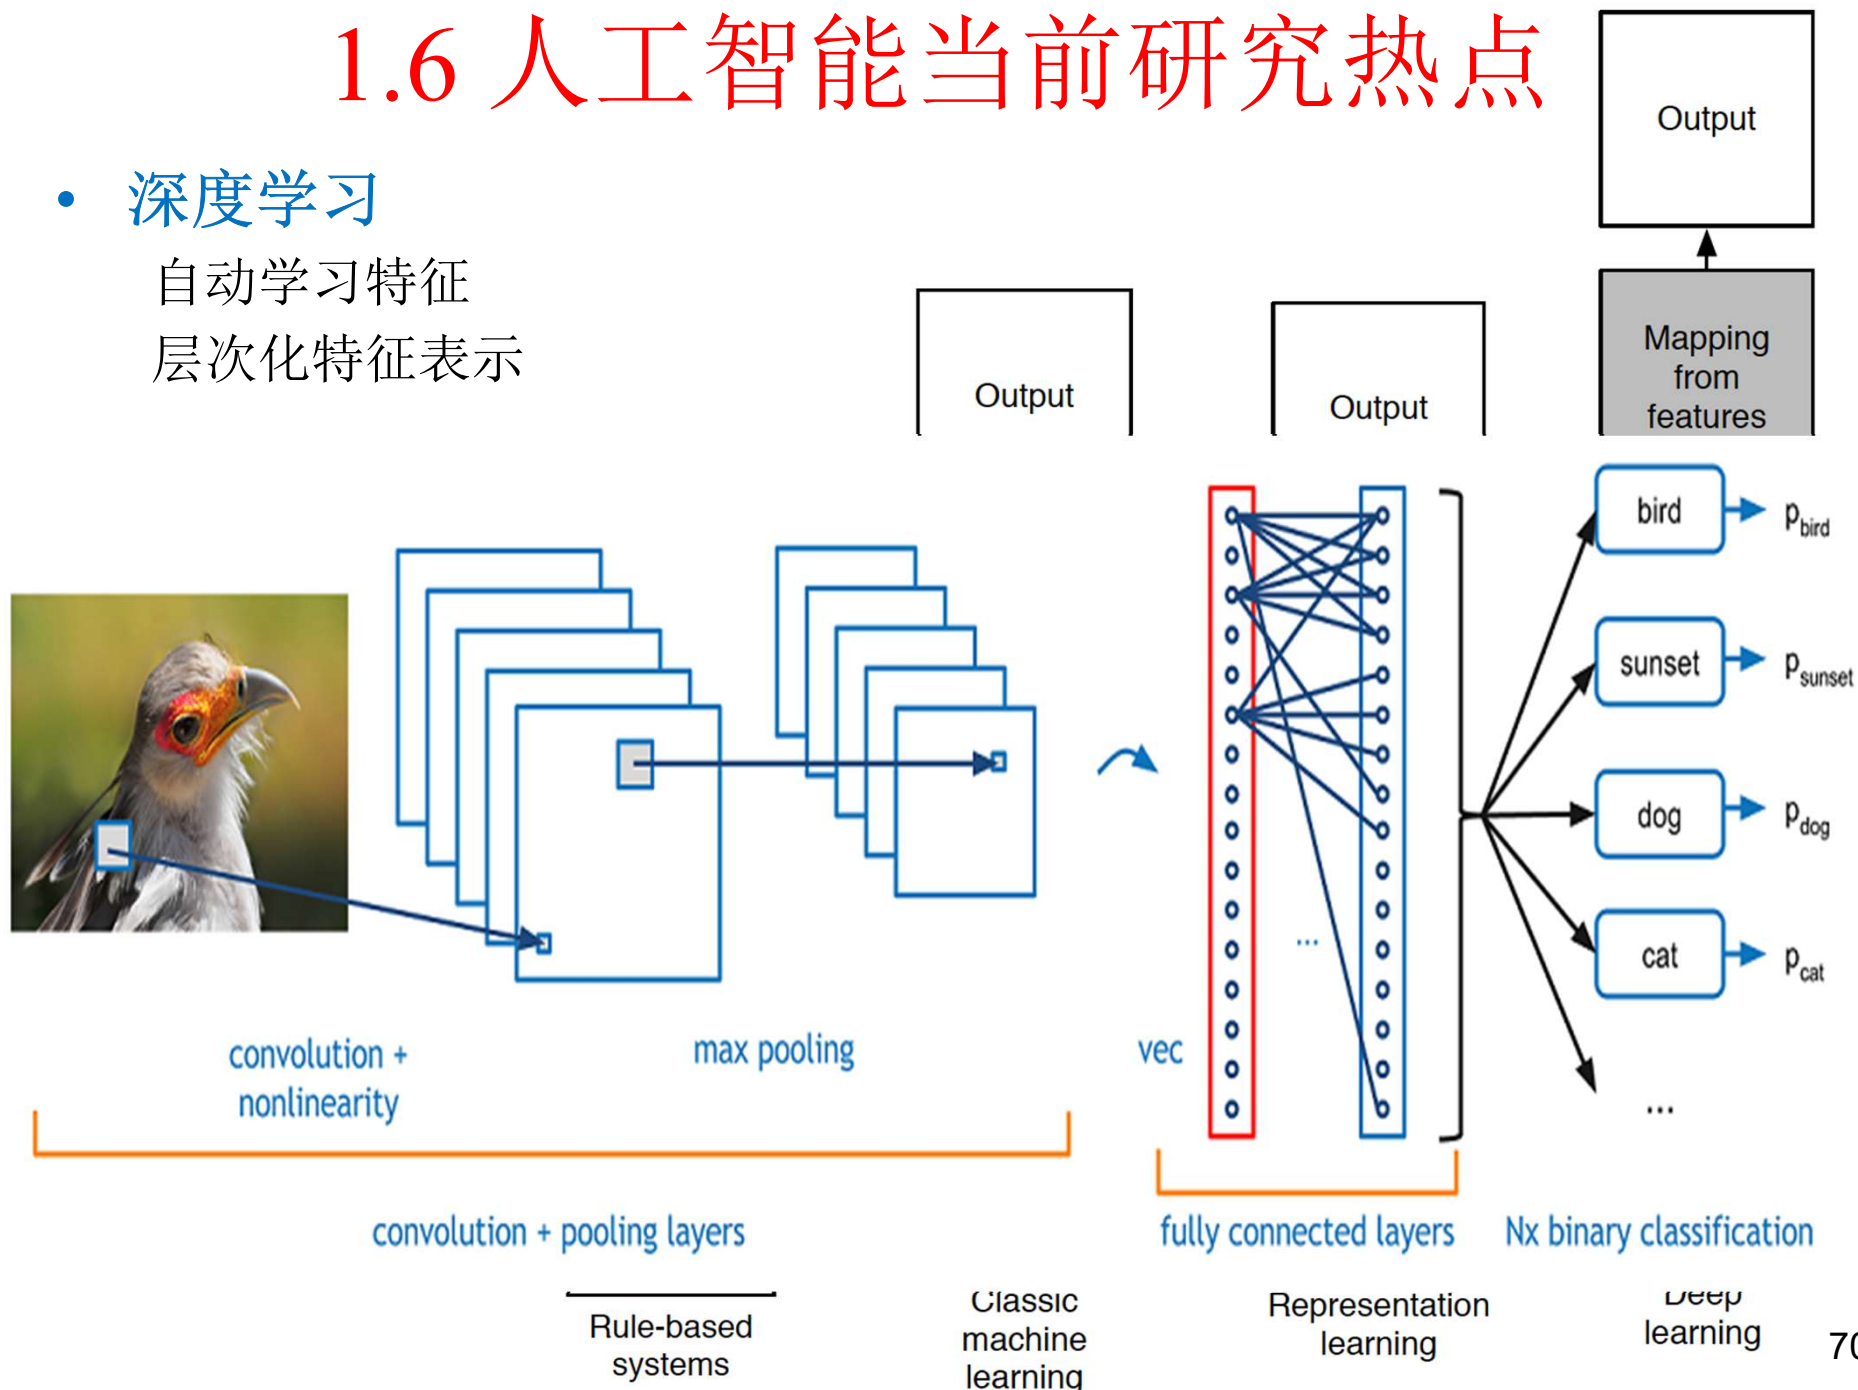 1.6 人工智能当前研究热点
• 深度学习
自动学习特征
层次化特征表示
Output
Output
Output
Mapping
from
features
bird
p_bird
sunset
p_sunset
dog
p_dog
cat
p_cat
...
...
convolution +
nonlinearity
max pooling
vec
convolution + pooling layers
fully connected layers
Nx binary classification
Rule-based
systems
Classic
machine
learning
Representation
learning
Deep
learning